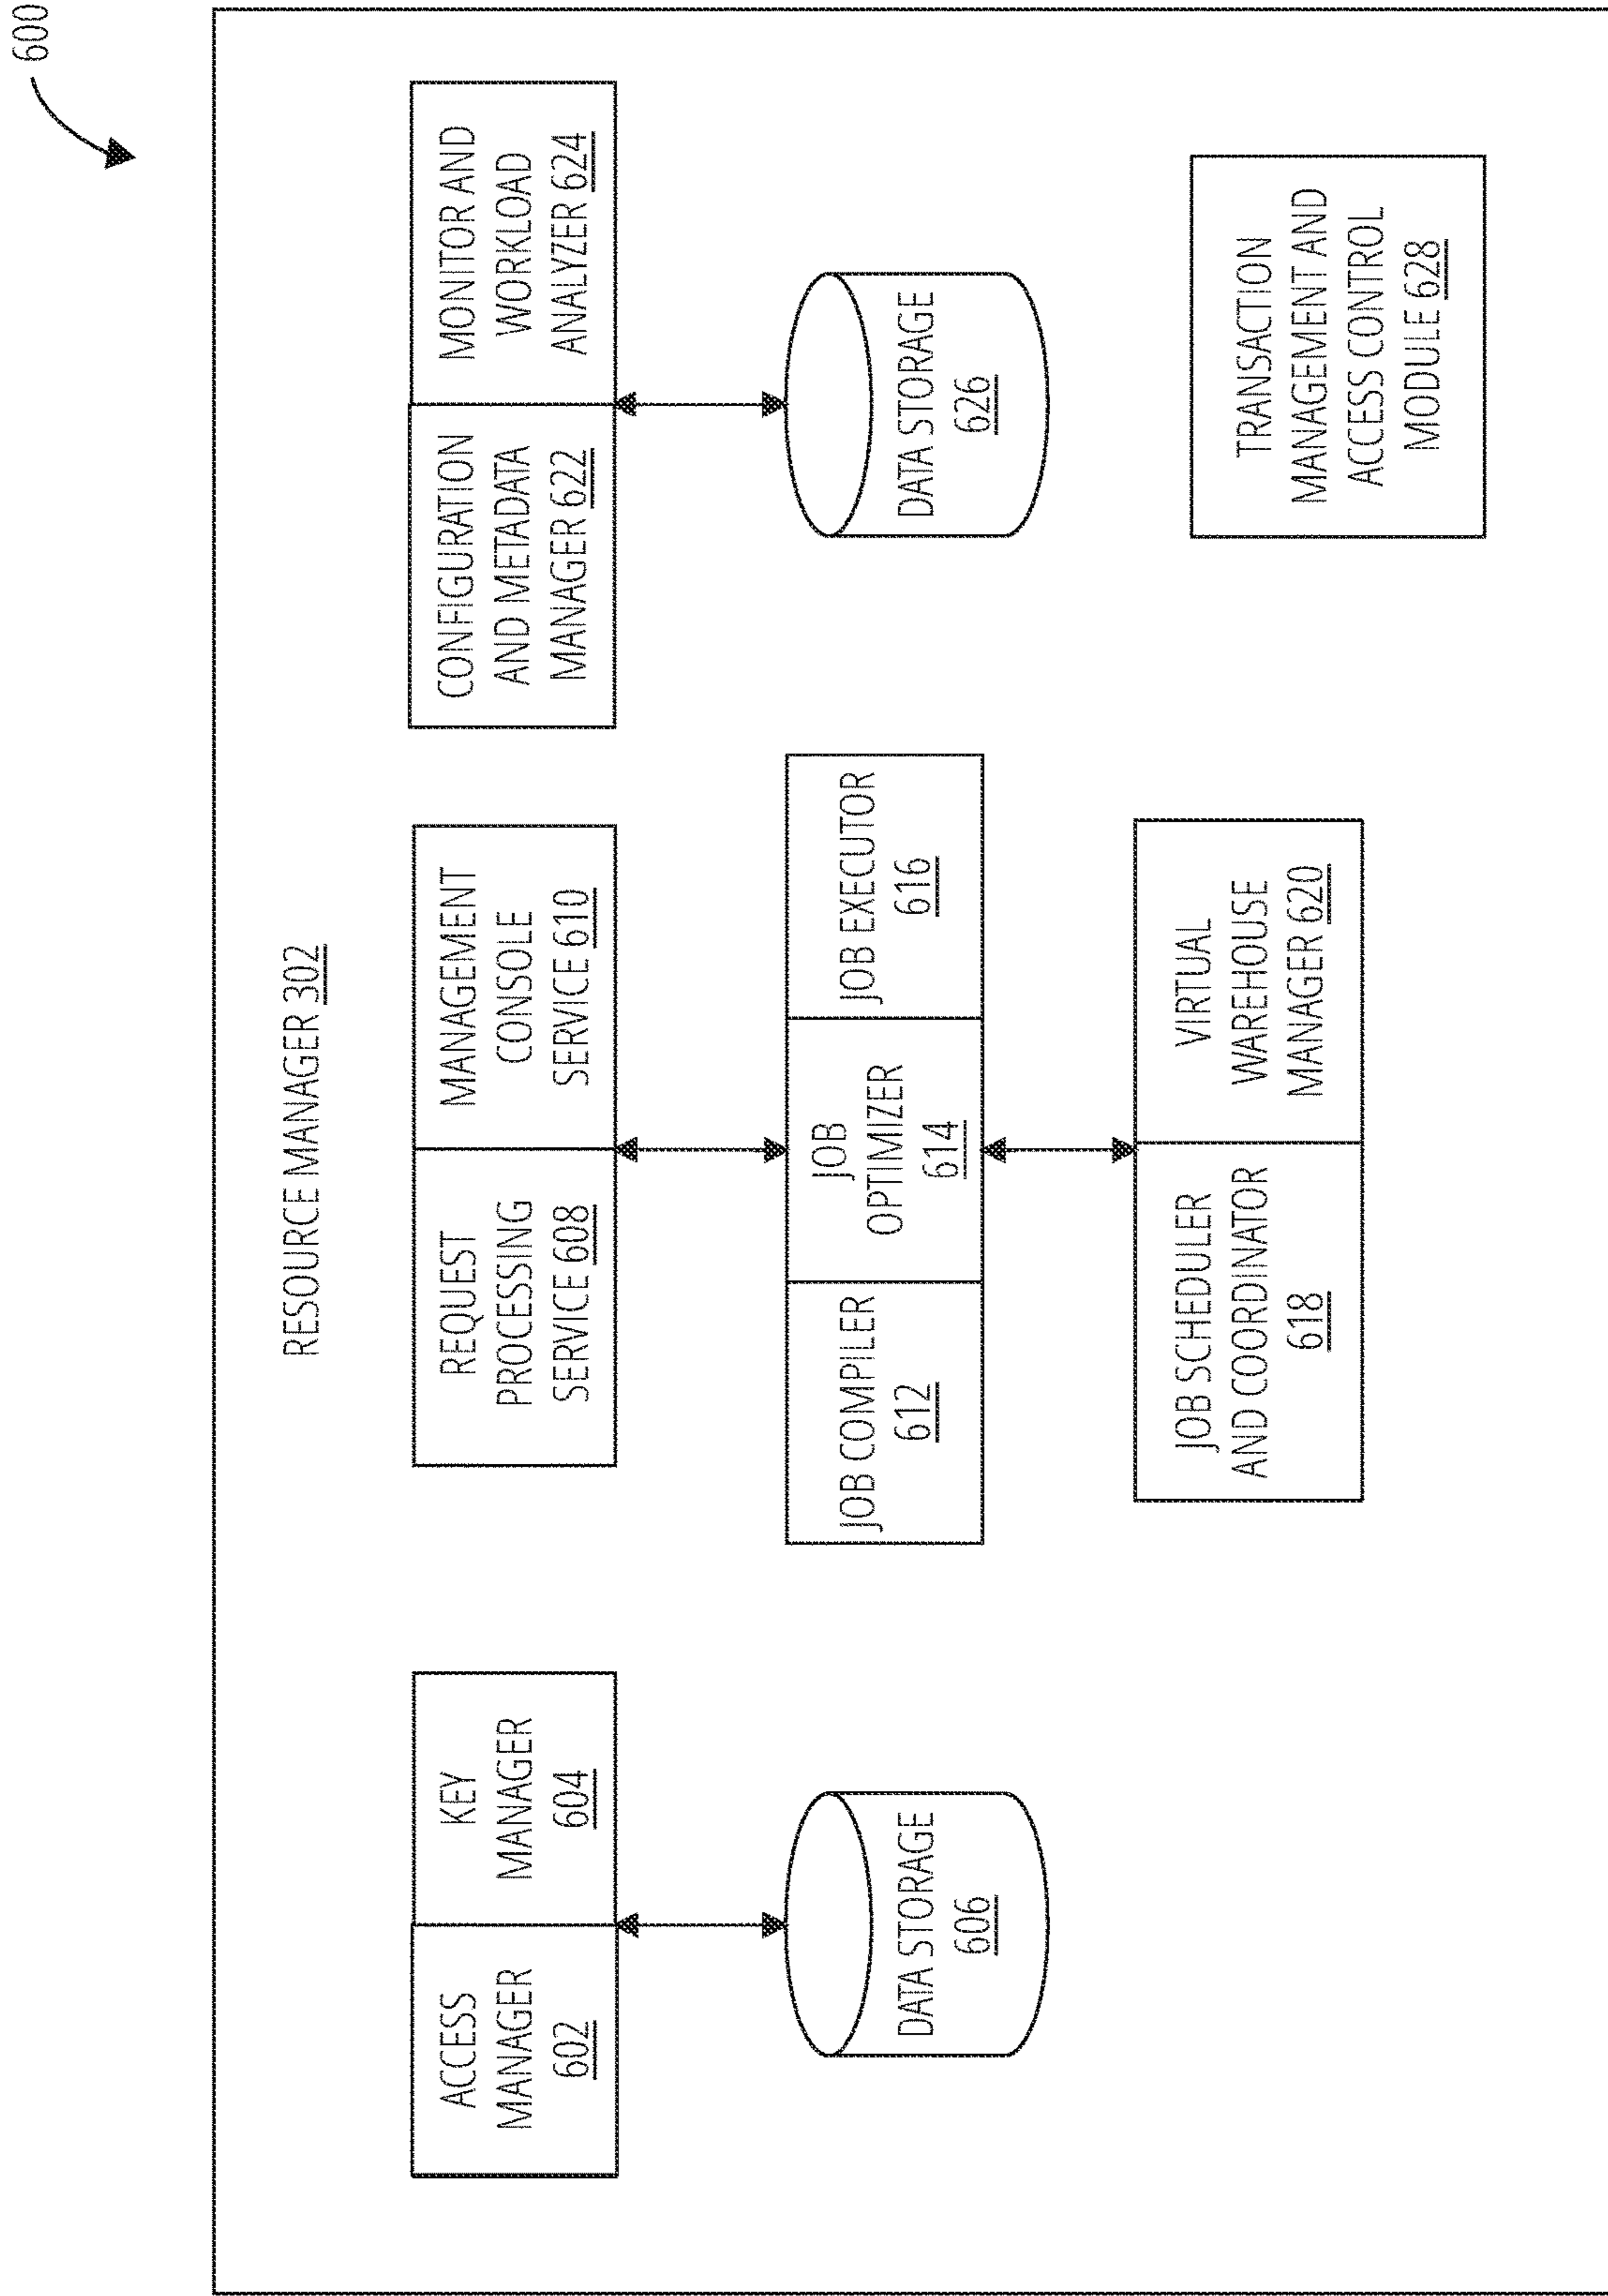 600
RESOURCE MANAGER 302
ACCESS
MANAGER
602
KEY
MANAGER
604
DATA STORAGE
606
REQUEST
PROCESSING
SERVICE 608
MANAGEMENT
CONSOLE
SERVICE 610
JOB COMPILER
612
JOB
OPTIMIZER
614
JOB EXECUTOR
616
JOB SCHEDULER
AND COORDINATOR
618
VIRTUAL
WAREHOUSE
MANAGER 620
CONFIGURATION
AND METADATA
MANAGER 622
MONITOR AND
WORKLOAD
ANALYZER 624
DATA STORAGE
626
TRANSACTION
MANAGEMENT AND
ACCESS CONTROL
MODULE 628